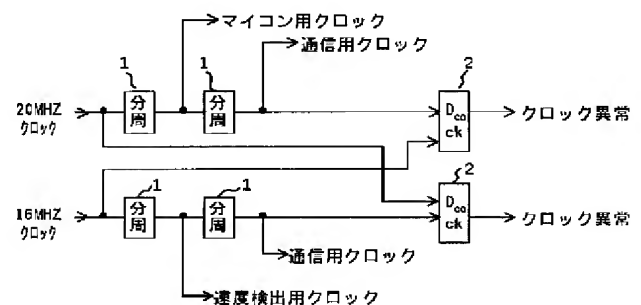 マイコン用クロック
通信用クロック
1
1
2
20MHZ
クロック
分周
分周
Dco
ck
クロック異常
1
1
2
16MHZ
クロック
分周
分周
Dco
ck
クロック異常
通信用クロック
速度検出用クロック